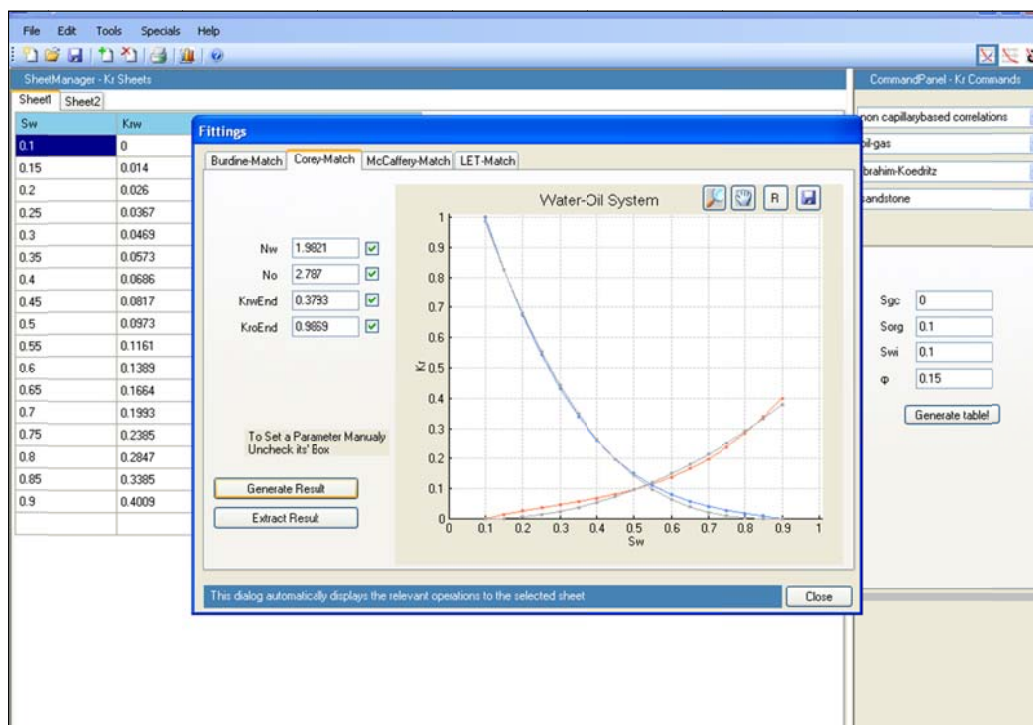 File Edit Tools Specials Help
SheetManager - Kr Sheets
Sheet1 Sheet2
Sw Krw
0.1 0
0.15 0.014
0.2 0.026
0.25 0.0367
0.3 0.0469
0.35 0.0573
0.4 0.0686
0.45 0.0817
0.5 0.0973
0.55 0.1161
0.6 0.1389
0.65 0.1664
0.7 0.1993
0.75 0.2385
0.8 0.2847
0.85 0.3385
0.9 0.4009
Fittings
Burdine-Match Corey-Match McCaffery-Match LET-Match
Nw 1.9821
No 2.787
KrwEnd 0.3793
KroEnd 0.9859
To Set a Parameter Manualy
Uncheck its' Box
Generate Result
Extract Result
Water-Oil System
R
Kr
1
0.9
0.8
0.7
0.6
0.5
0.4
0.3
0.2
0.1
0
0 0.1 0.2 0.3 0.4 0.5 0.6 0.7 0.8 0.9 1
Sw
This dialog automatically displays the relevant operations to the selected sheet
Close
CommandPanel - Kr Commands
non capillarybased correlations
oil-gas
Ibrahim-Koedritz
sandstone
Sgc 0
Sorg 0.1
Swi 0.1
φ 0.15
Generate table!